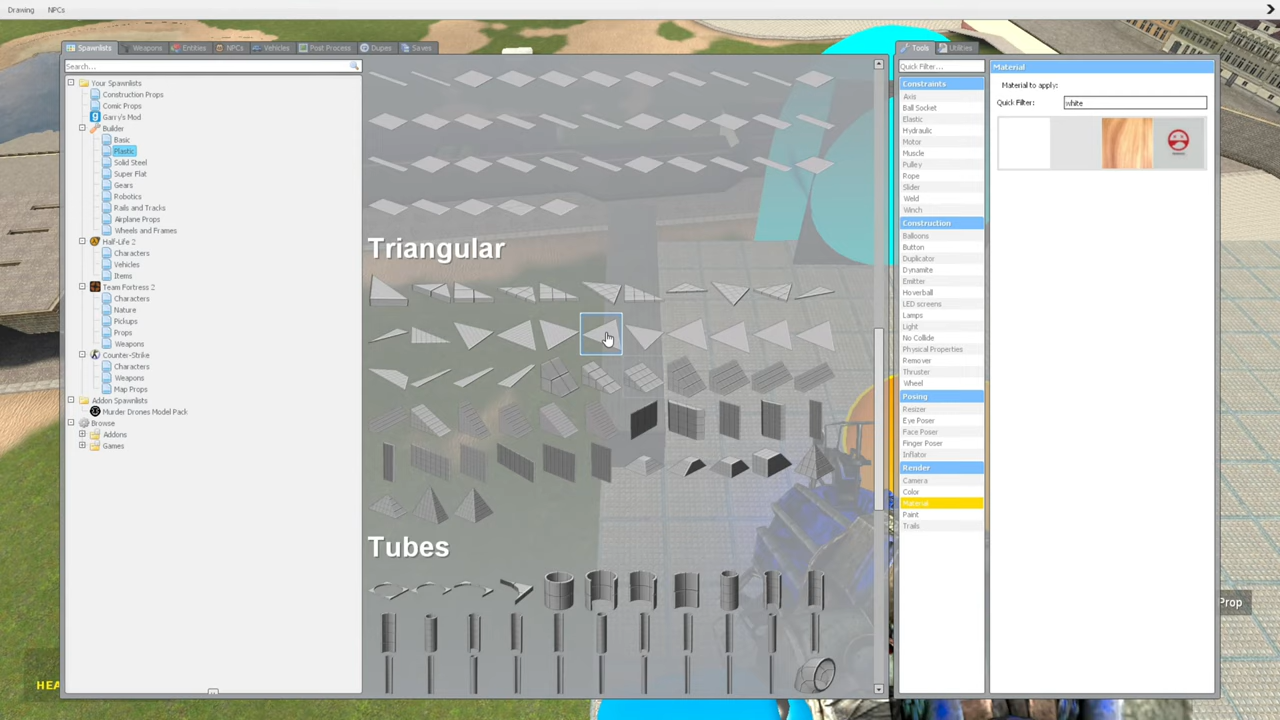 Drawing NPCs
Spawnlists Weapons Entities NPCs Vehicles Post Process Dupes Saves
Search...
Your Spawnlists
Construction Props
Comic Props
Garry's Mod
Builder
Basic
Plastic
Solid Steel
Super Flat
Gears
Robotics
Rails and Tracks
Airplane Props
Wheels and Frames
Half-Life 2
Characters
Vehicles
Items
Team Fortress 2
Characters
Nature
Pickups
Props
Weapons
Counter-Strike
Characters
Weapons
Map Props
Addon Spawnlists
Murder Drones Model Pack
Browse
Addons
Games
Triangular
Tubes
Tools Utilities
Quick Filter...
Constraints
Axis
Ball Socket
Elastic
Hydraulic
Motor
Muscle
Pulley
Rope
Slider
Weld
Winch
Construction
Balloons
Button
Duplicator
Dynamite
Emitter
Hoverball
LED screens
Lamps
Light
No Collide
Physical Properties
Remover
Thruster
Wheel
Posing
Resizer
Eye Poser
Face Poser
Finger Poser
Inflator
Render
Camera
Color
Material
Paint
Trails
Material
Material to apply:
Quick Filter: white
Prop
HEA